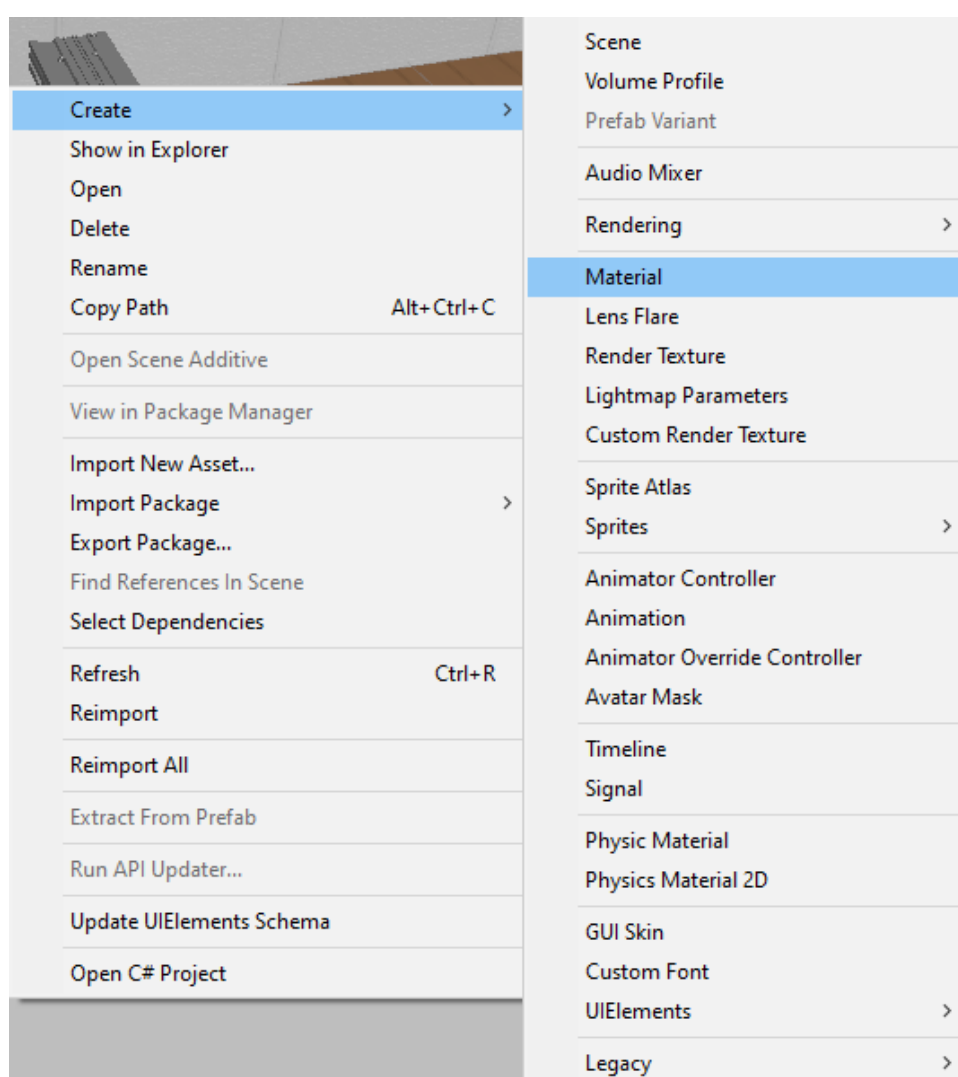 Create
Show in Explorer
Open
Delete
Rename
Copy Path Alt+Ctrl+C
Open Scene Additive
View in Package Manager
Import New Asset...
Import Package
Export Package...
Find References In Scene
Select Dependencies
Refresh Ctrl+R
Reimport
Reimport All
Extract From Prefab
Run API Updater...
Update UIElements Schema
Open C# Project
Scene
Volume Profile
Prefab Variant
Audio Mixer
Rendering
Material
Lens Flare
Render Texture
Lightmap Parameters
Custom Render Texture
Sprite Atlas
Sprites
Animator Controller
Animation
Animator Override Controller
Avatar Mask
Timeline
Signal
Physic Material
Physics Material 2D
GUI Skin
Custom Font
UIElements
Legacy